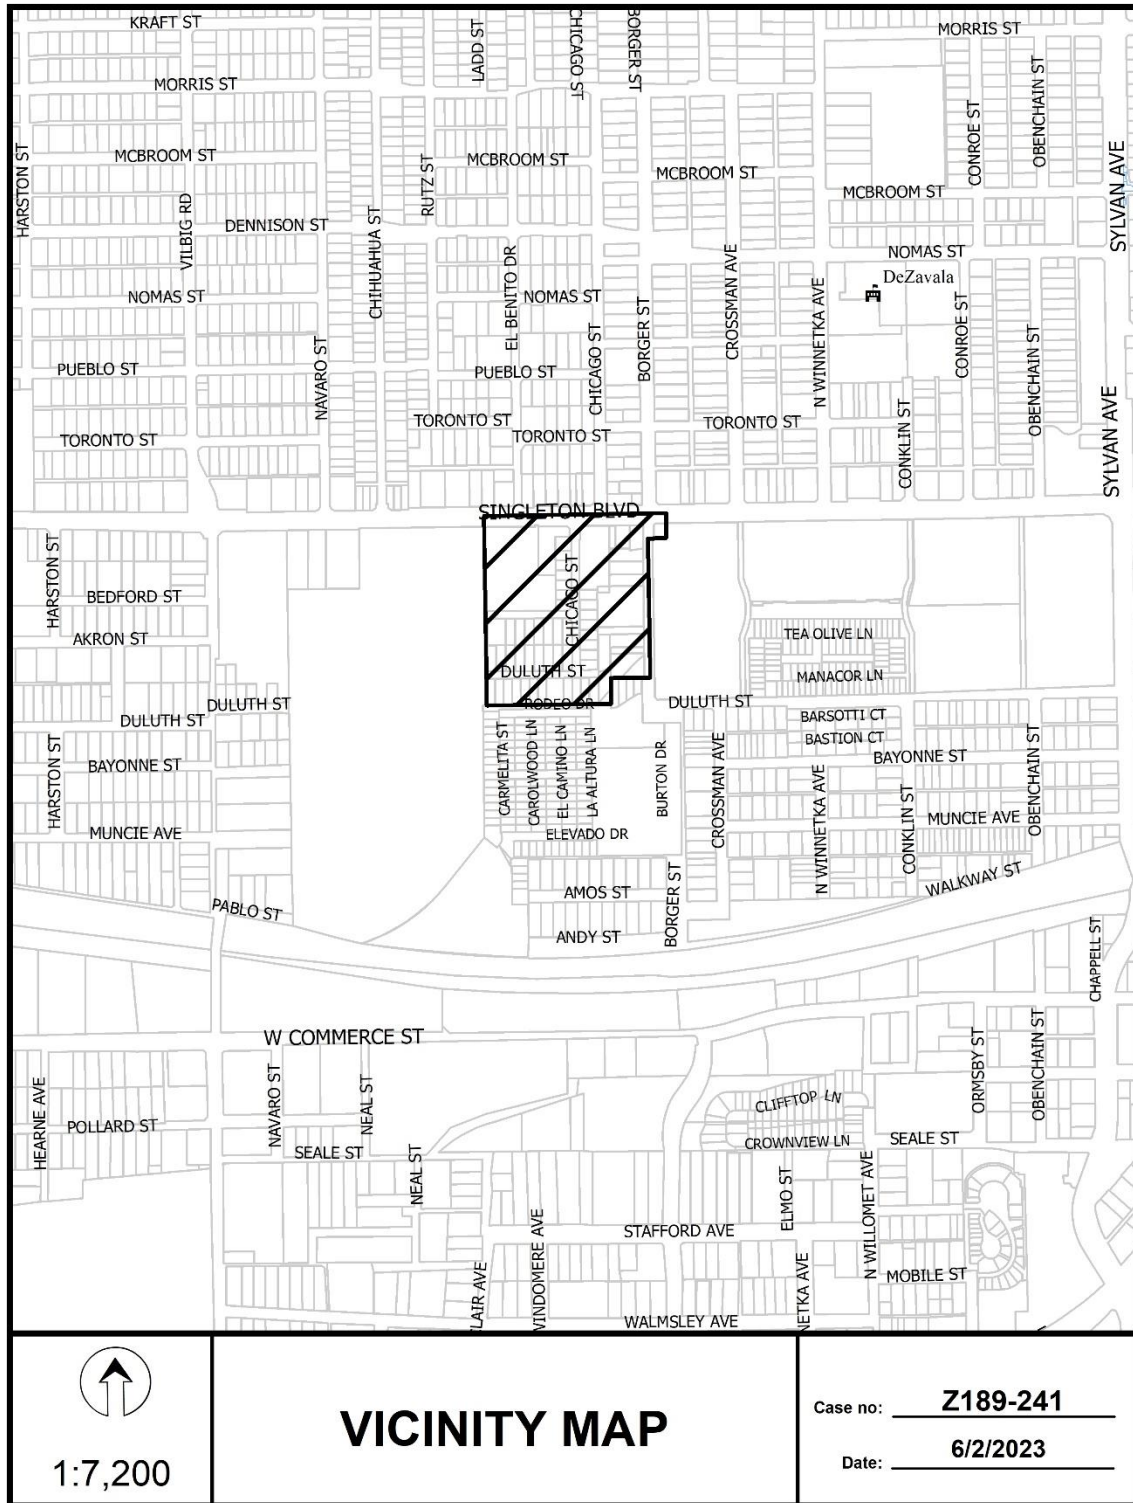 KRAFT ST
LADD ST
CHICAGO ST
BORGER ST
MORRIS ST
MORRIS ST
CONROE ST
OBENCHAIN ST
SYLVAN AVE
HARSTON ST
MCBROOM ST
VILBIG RD
RUTZ ST
MCBROOM ST
MCBROOM ST
MCBROOM ST
DENNISON ST
CHIHUAHUA ST
EL BENITO DR
NOMAS ST
DeZavala
NOMAS ST
NOMAS ST
CHICAGO ST
BORGER ST
CROSSMAN AVE
N WINNETKA AVE
CONROE ST
OBENCHAIN ST
SYLVAN AVE
PUEBLO ST
NAVARO ST
PUEBLO ST
TORONTO ST
TORONTO ST
TORONTO ST
TORONTO ST
CONKLIN ST
SINGLETON BLVD
HARSTON ST
BEDFORD ST
CHICAGO ST
AKRON ST
TEA OLIVE LN
DULUTH ST
MANACOR LN
DULUTH ST
DULUTH ST
RODEO DR
DULUTH ST
BARSOTTI CT
BASTION CT
HARSTON ST
BAYONNE ST
CARMELITA ST
CAROLWOOD LN
EL CAMINO LN
LA ALTURA LN
BURTON DR
CROSSMAN AVE
N WINNETKA AVE
BAYONNE ST
CONKLIN ST
OBENCHAIN ST
MUNCIE AVE
ELEVADO DR
MUNCIE AVE
PABLO ST
AMOS ST
BORGER ST
WALKWAY ST
ANDY ST
CHAPPELL ST
W COMMERCE ST
HEARNE AVE
POLLARD ST
NAVARO ST
NEAL ST
CLIFFTOP LN
ORMSBY ST
OBENCHAIN ST
SEALE ST
NEAL ST
CROWNVIEW LN
SEALE ST
ELMO ST
N WILLOMET AVE
STAFFORD AVE
LAIR AVE
WINDOMERE AVE
NETKA AVE
MOBILE ST
WALMSLEY AVE
1:7,200
VICINITY MAP
Case no: Z189-241
Date: 6/2/2023